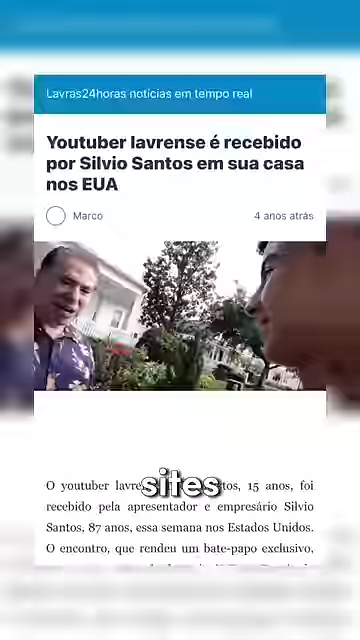 Lavras24horas notícias em tempo real
Youtuber lavrense é recebido
por Silvio Santos em sua casa
nos EUA
Marco
4 anos atrás
O youtuber 15 anos, foi
sites
recebido pela apresentador e empresário Silvio
Santos, 87 anos, essa semana nos Estados Unidos.
O encontro, que rendeu um bate-papo exclusivo,